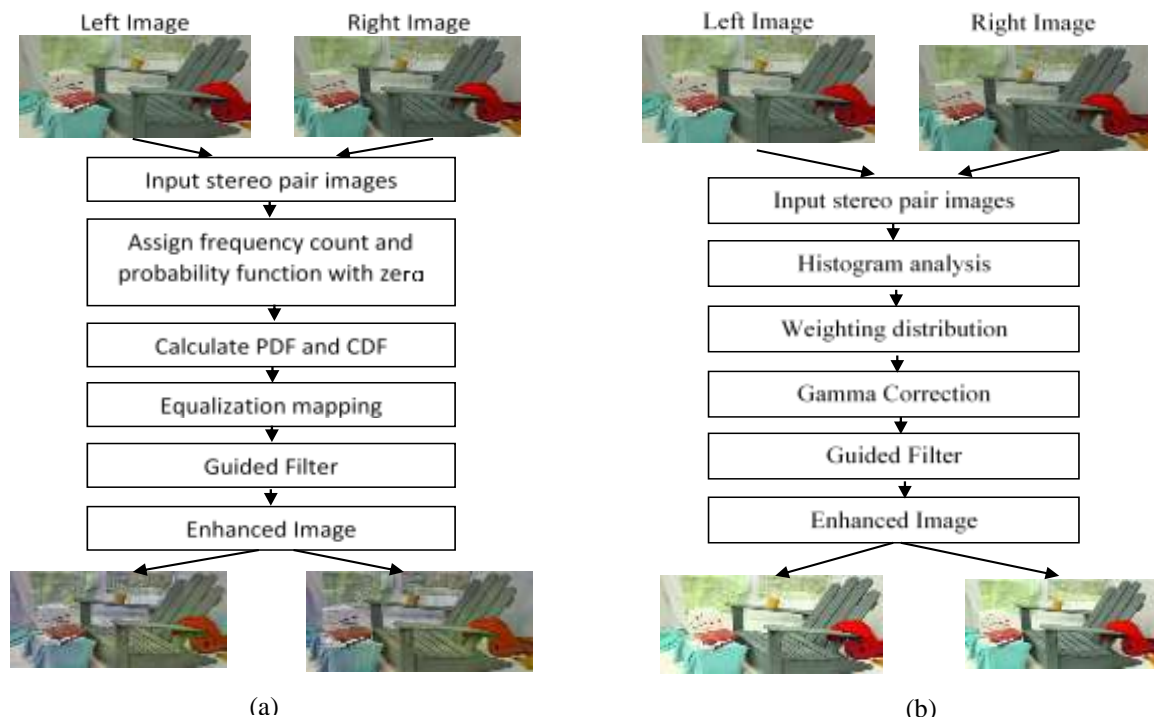 Left Image
Right Image
Input stereo pair images
Assign frequency count and
probability function with zerɑ
Calculate PDF and CDF
Equalization mapping
Guided Filter
Enhanced Image
(a)
Left Image
Right Image
Input stereo pair images
Histogram analysis
Weighting distribution
Gamma Correction
Guided Filter
Enhanced Image
(b)